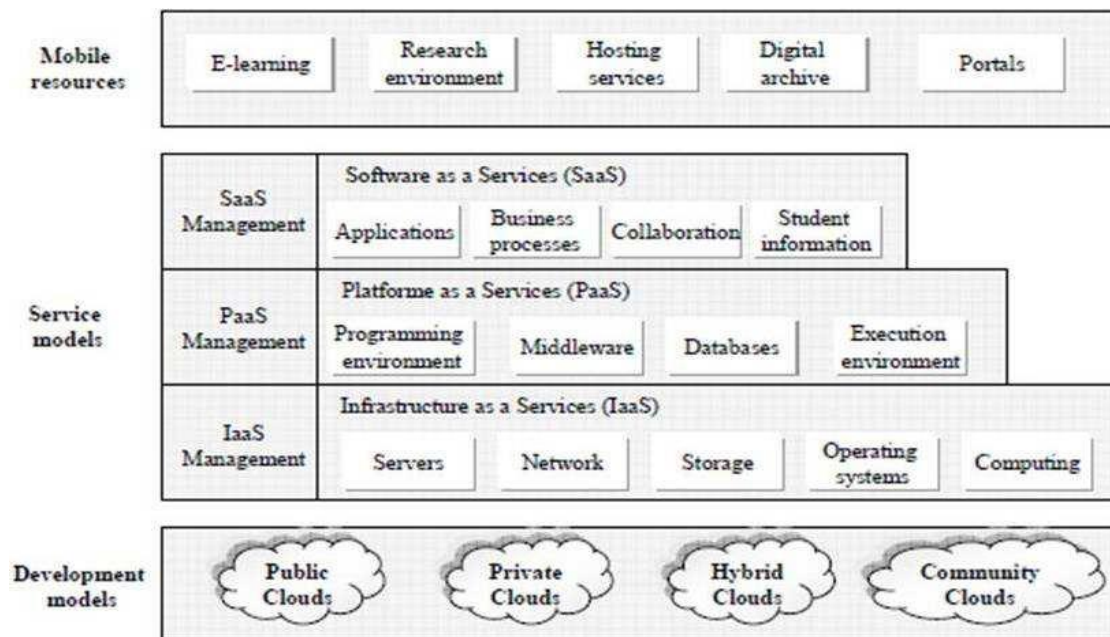 Mobile
resources
E-learning
Research
environment
Hosting
services
Digital
archive
Portals
Service
models
SaaS
Management
Software as a Services (SaaS)
Applications
Business
processes
Collaboration
Student
information
PaaS
Management
Platforme as a Services (PaaS)
Programming
environment
Middleware
Databases
Execution
environment
IaaS
Management
Infrastructure as a Services (IaaS)
Servers
Network
Storage
Operating
systems
Computing
Development
models
Public
Clouds
Private
Clouds
Hybrid
Clouds
Community
Clouds